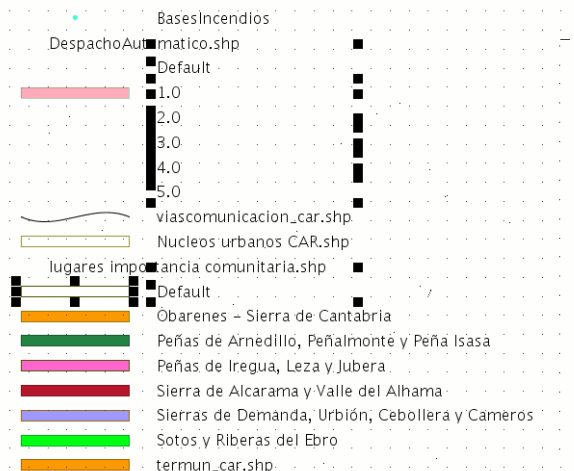 BasesIncendios
DespachoAutomatico.shp
Default
1.0
2.0
3.0
4.0
5.0
viascomunicacion_car.shp
Nucleos urbanos CAR.shp
lugares importancia comunitaria.shp
Default
Obarenes – Sierra de Cantabria
Peñas de Arnedillo, Peñalmonte y Peña Isasa
Peñas de Iregua, Leza y Jubera
Sierra de Alcarama y Valle del Alhama
Sierras de Demanda, Urbión, Cebollera y Cameros
Sotos y Riberas del Ebro
termun_car.shp